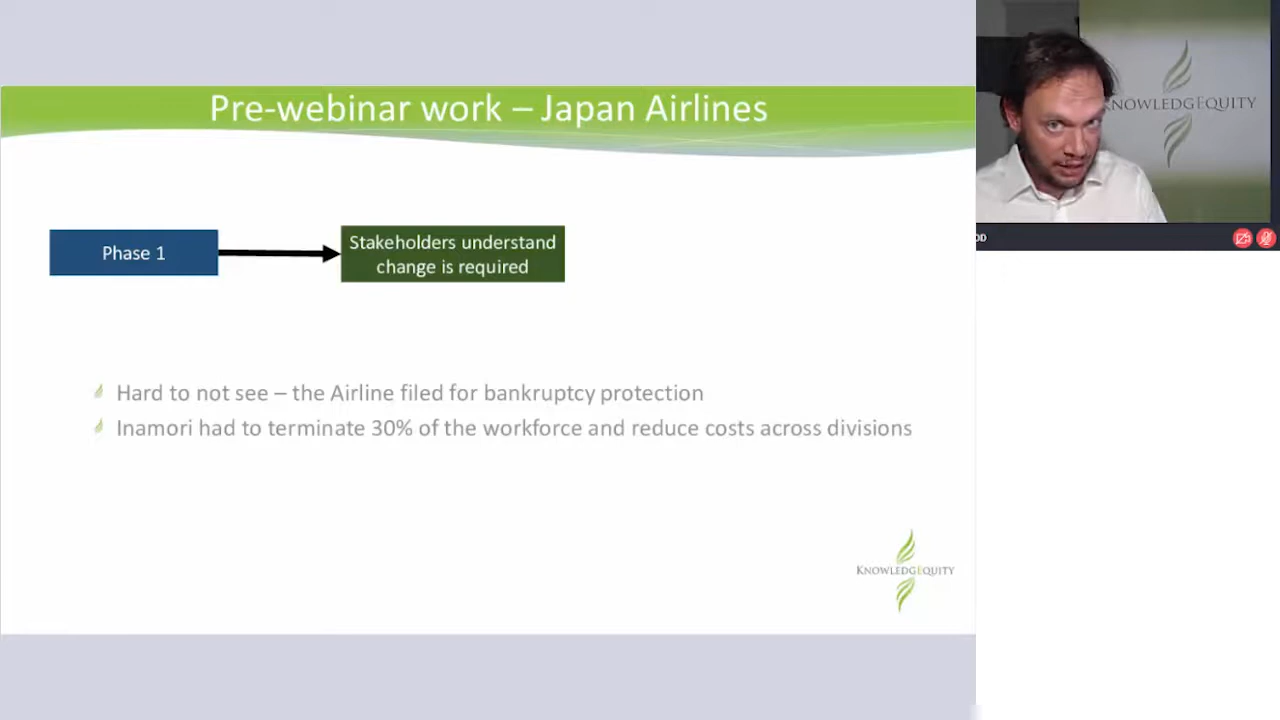 Pre-webinar work – Japan Airlines
KNOWLEDGEQUITY
Phase 1
Stakeholders understand
change is required
OD
Hard to not see – the Airline filed for bankruptcy protection
Inamori had to terminate 30% of the workforce and reduce costs across divisions
KNOWLEDGEQUITY